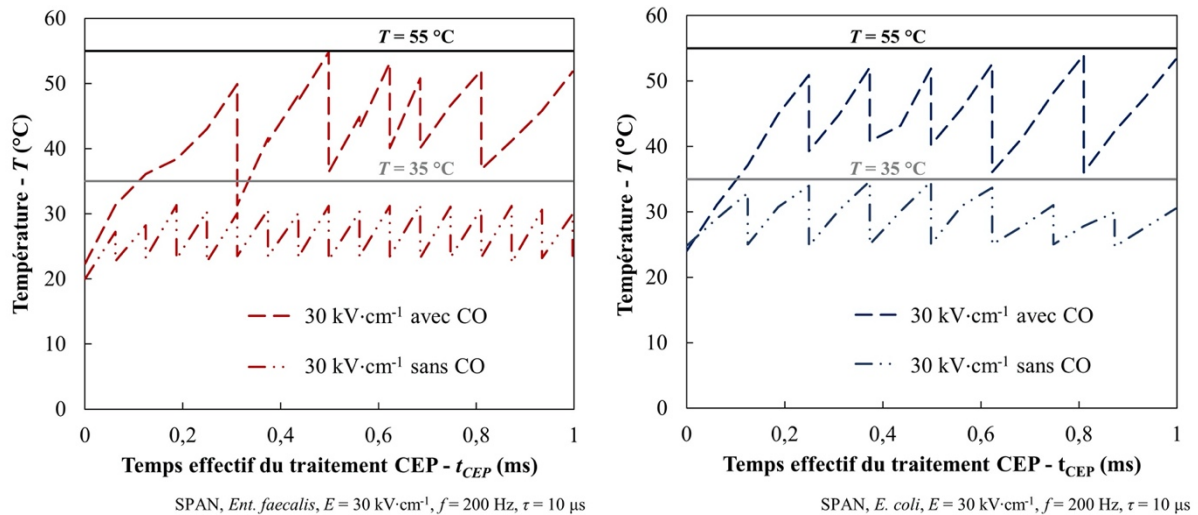 60
50
40
30
20
10
0
Température - T (°C)
T = 55 °C
T = 35 °C
30 kV·cm-1 avec CO
30 kV·cm-1 sans CO
0 0,2 0,4 0,6 0,8 1
Temps effectif du traitement CEP - tCEP (ms)
SPAN, Ent. faecalis, E = 30 kV·cm-1, f = 200 Hz, τ = 10 µs
60
50
40
30
20
10
0
Température - T (°C)
T = 55 °C
T = 35 °C
30 kV·cm-1 avec CO
30 kV·cm-1 sans CO
0 0,2 0,4 0,6 0,8 1
Temps effectif du traitement CEP - tCEP (ms)
SPAN, E. coli, E = 30 kV·cm-1, f = 200 Hz, τ = 10 µs